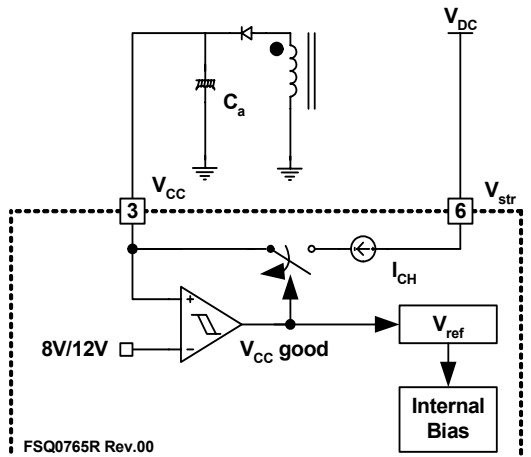 V_DC
C_a
V_CC
V_str
3
6
I_CH
+
8V/12V
−
V_CC good
V_ref
Internal
Bias
FSQ0765R Rev.00